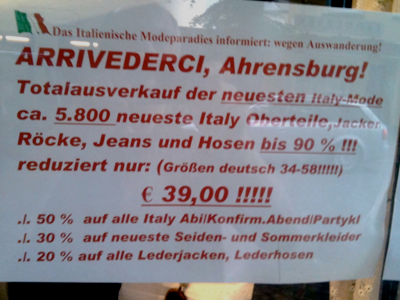 Das Italienische Modeparadies informiert: wegen Auswanderung!
ARRIVEDERCI, Ahrensburg!
Totalausverkauf der neuesten Italy-Mode
ca. 5.800 neueste Italy Oberteile,Jacken
Röcke, Jeans und Hosen bis 90 % !!!
reduziert nur: (Größen deutsch 34-58!!!!!)
€ 39,00 !!!!!
./. 50 % auf alle Italy Abi/Konfirm.Abend/Partykl
./. 30 % auf neueste Seiden- und Sommerkleider
./. 20 % auf alle Lederjacken, Lederhosen